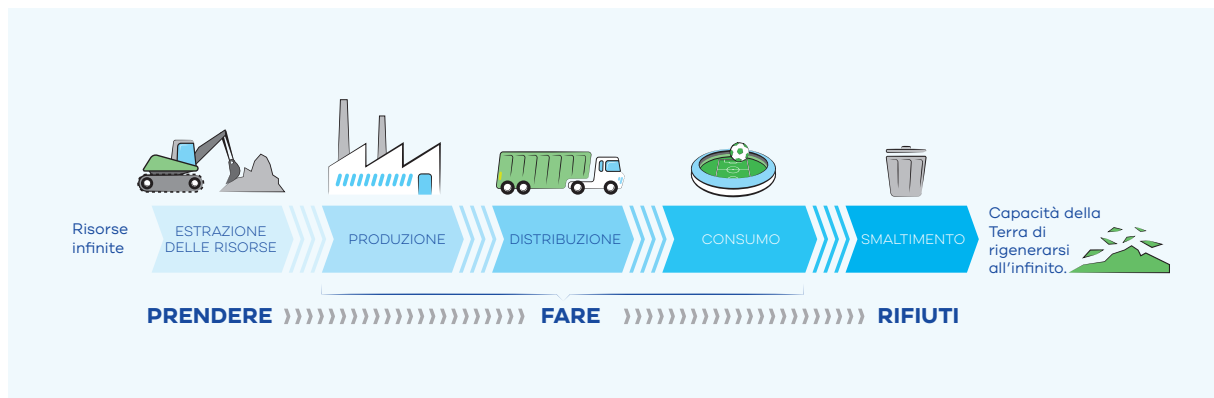 Risorse
infinite
ESTRAZIONE
DELLE RISORSE
PRODUZIONE
DISTRIBUZIONE
CONSUMO
SMALTIMENTO
Capacità della
Terra di
rigenerarsi
all’infinito.
PRENDERE
FARE
RIFIUTI